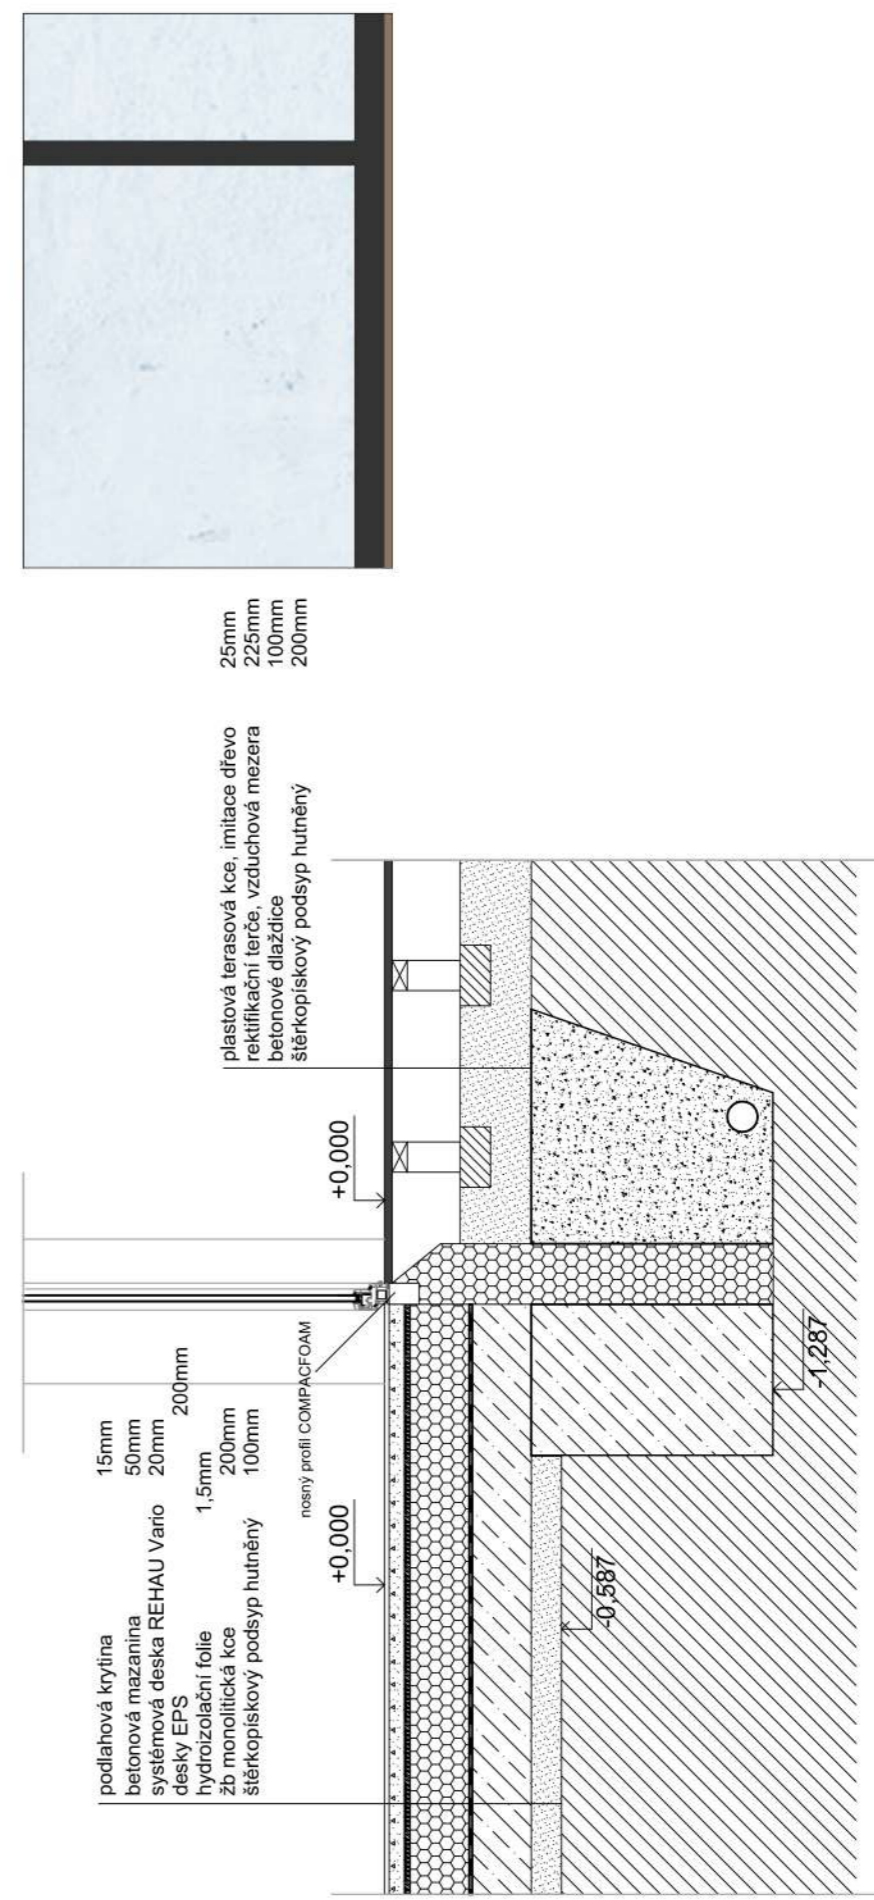 podlahová krytina 15mm
betonová mazanina 50mm
systémová deska REHAU Vario 20mm
desky EPS 200mm
hydroizolační folie 1,5mm
žb monolitická kce 200mm
štěrkopískový podsyp hutněný 100mm
nosný profil COMPACFOAM
+0,000
-0,587
-1,287
+0,000
plastová terasová kce, imitace dřevo 25mm
rektifikační terče, vzduchová mezera 225mm
betonové dlaždice 100mm
štěrkopískový podsyp hutněný 200mm